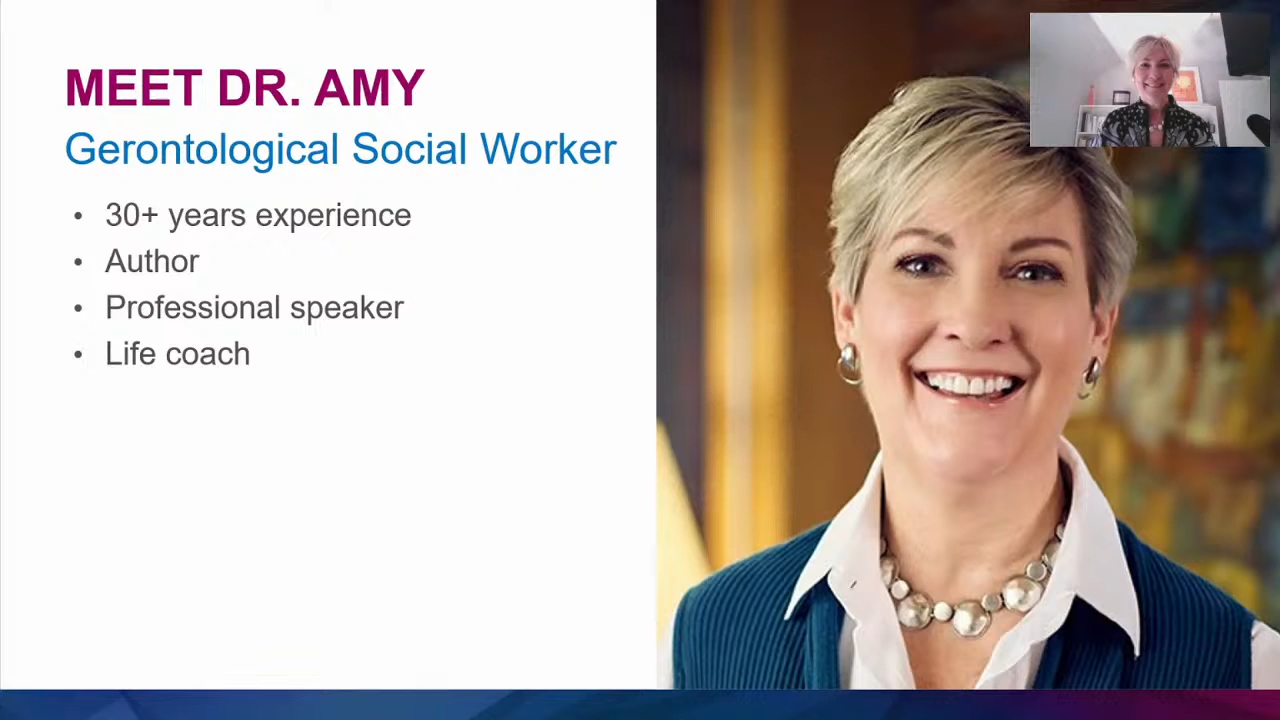 MEET DR. AMY
Gerontological Social Worker
• 30+ years experience
• Author
• Professional speaker
• Life coach